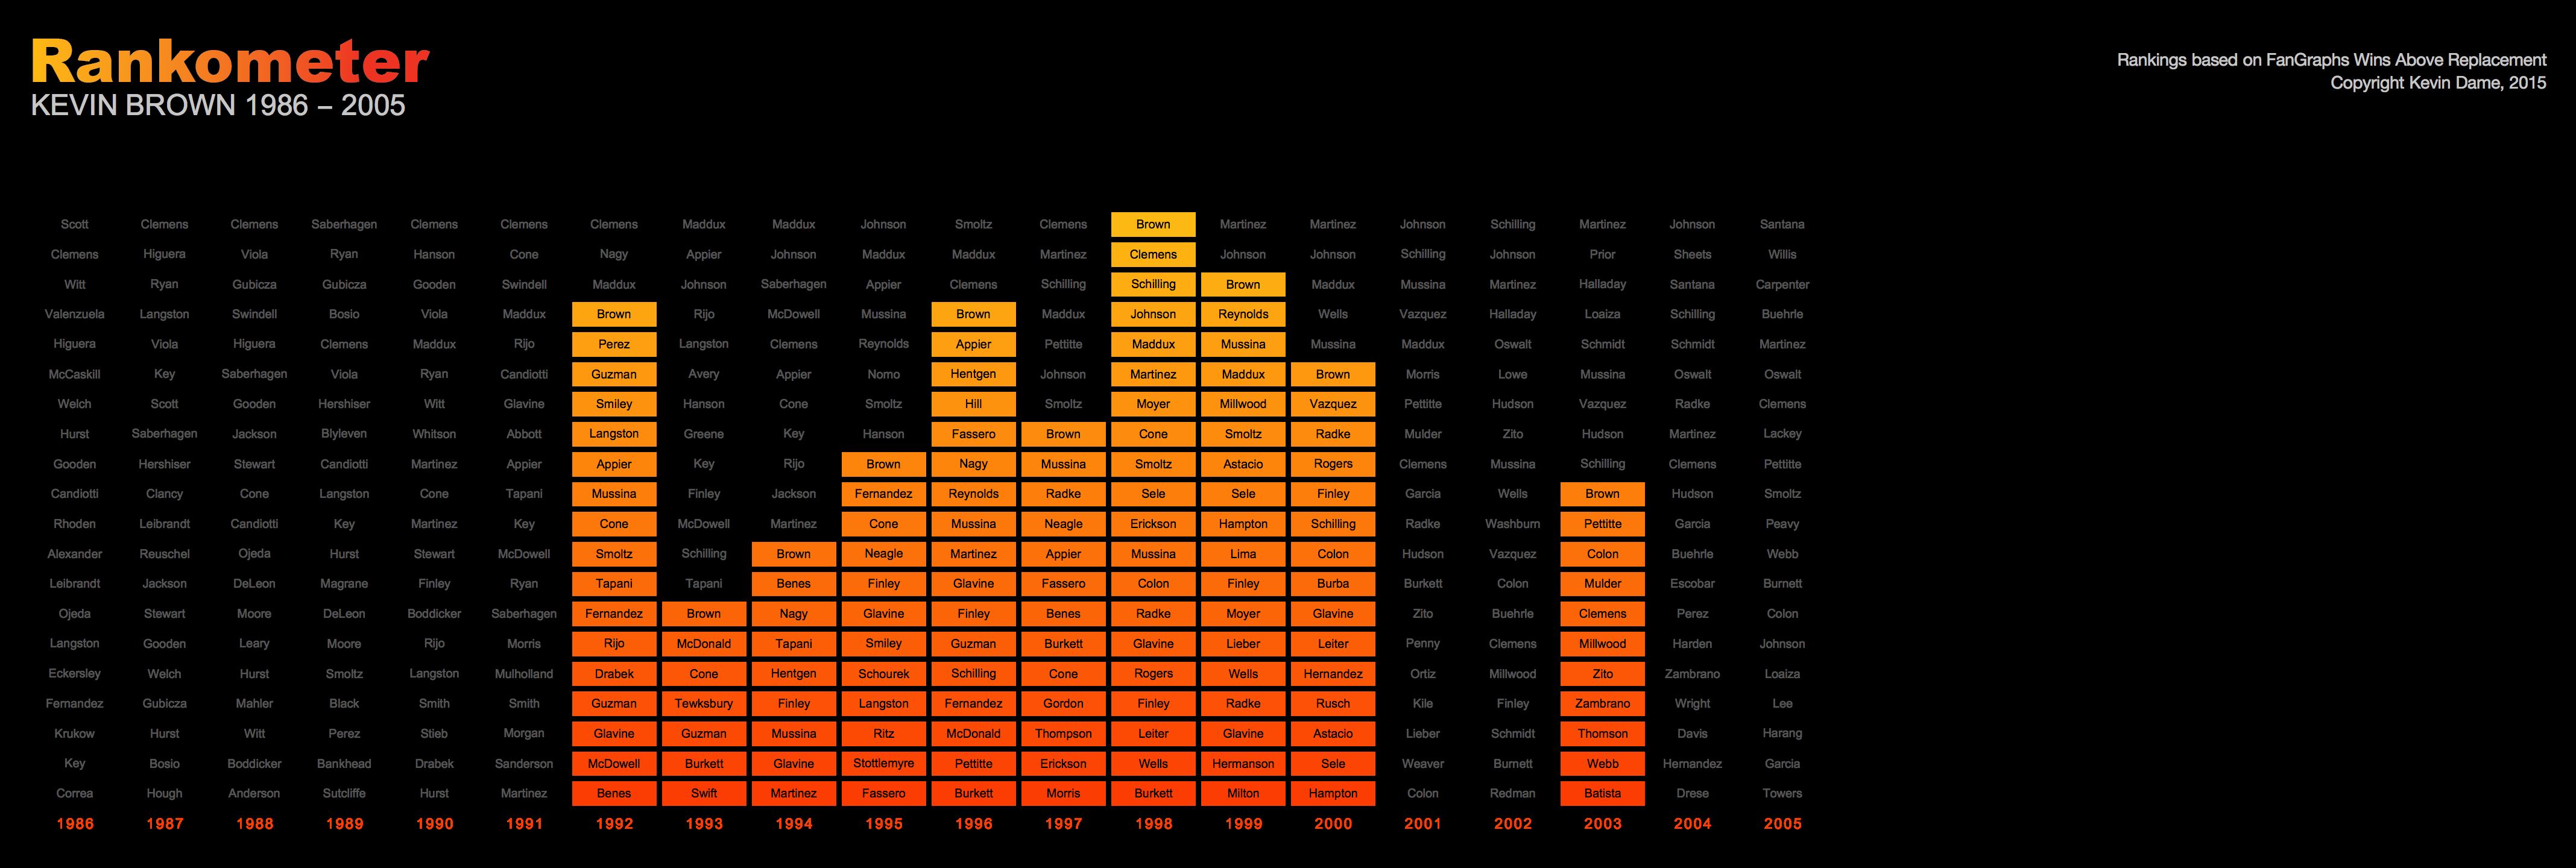 Rankometer
KEVIN BROWN 1986 – 2005
Rankings based on FanGraphs Wins Above Replacement
Copyright Kevin Dame, 2015
Scott Clemens Clemens Saberhagen Clemens Clemens Clemens Maddux Maddux Johnson Smoltz Clemens Brown Martinez Martinez Johnson Schilling Martinez Johnson Santana
Clemens Higuera Viola Ryan Hanson Cone Nagy Appier Johnson Maddux Maddux Martinez Clemens Johnson Johnson Schilling Johnson Prior Sheets Willis
Witt Ryan Gubicza Gubicza Gooden Swindell Maddux Johnson Saberhagen Appier Clemens Schilling Schilling Brown Maddux Mussina Martinez Halladay Santana Carpenter
Valenzuela Langston Swindell Bosio Viola Maddux Brown Rijo McDowell Mussina Brown Maddux Johnson Reynolds Wells Vazquez Halladay Loaiza Schilling Buehrle
Higuera Viola Higuera Clemens Maddux Rijo Perez Langston Clemens Reynolds Appier Pettitte Maddux Mussina Mussina Maddux Oswalt Schmidt Schmidt Martinez
McCaskill Key Saberhagen Viola Ryan Candiotti Guzman Avery Appier Nomo Hentgen Johnson Martinez Maddux Brown Morris Lowe Mussina Oswalt Oswalt
Welch Scott Gooden Hershiser Witt Glavine Smiley Hanson Cone Smoltz Hill Smoltz Moyer Millwood Vazquez Pettitte Hudson Vazquez Radke Clemens
Hurst Saberhagen Jackson Blyleven Whitson Abbott Langston Greene Key Hanson Fassero Brown Cone Smoltz Radke Mulder Zito Hudson Martinez Lackey
Gooden Hershiser Stewart Candiotti Martinez Appier Appier Key Rijo Brown Nagy Mussina Smoltz Astacio Rogers Clemens Mussina Schilling Clemens Pettitte
Candiotti Clancy Cone Langston Cone Tapani Mussina Finley Jackson Fernandez Reynolds Radke Sele Sele Finley Garcia Wells Brown Hudson Smoltz
Rhoden Leibrandt Candiotti Key Martinez Key Cone McDowell Martinez Cone Mussina Neagle Erickson Hampton Schilling Radke Washburn Pettitte Garcia Peavy
Alexander Reuschel Ojeda Hurst Stewart McDowell Smoltz Schilling Brown Neagle Martinez Appier Mussina Lima Colon Hudson Vazquez Colon Buehrle Webb
Leibrandt Jackson DeLeon Magrane Finley Ryan Tapani Tapani Benes Finley Glavine Fassero Colon Finley Burba Burkett Colon Mulder Escobar Burnett
Ojeda Stewart Moore DeLeon Boddicker Saberhagen Fernandez Brown Nagy Glavine Finley Benes Radke Moyer Glavine Zito Buehrle Clemens Perez Colon
Langston Gooden Leary Moore Rijo Morris Rijo McDonald Tapani Smiley Guzman Burkett Glavine Lieber Leiter Penny Clemens Millwood Harden Johnson
Eckersley Welch Hurst Smoltz Langston Mulholland Drabek Cone Hentgen Schourek Schilling Cone Rogers Wells Hernandez Ortiz Millwood Zito Zambrano Loaiza
Fernandez Gubicza Mahler Black Smith Smith Guzman Tewksbury Finley Langston Fernandez Gordon Finley Radke Rusch Kile Finley Zambrano Wright Lee
Krukow Hurst Witt Perez Stieb Morgan Glavine Guzman Mussina Ritz McDonald Thompson Leiter Glavine Astacio Lieber Schmidt Thomson Davis Harang
Key Bosio Boddicker Bankhead Drabek Sanderson McDowell Burkett Glavine Stottlemyre Pettitte Erickson Wells Hermanson Sele Weaver Burnett Webb Hernandez Garcia
Correa Hough Anderson Sutcliffe Hurst Martinez Benes Swift Martinez Fassero Burkett Morris Burkett Milton Hampton Colon Redman Batista Drese Towers
1986 1987 1988 1989 1990 1991 1992 1993 1994 1995 1996 1997 1998 1999 2000 2001 2002 2003 2004 2005